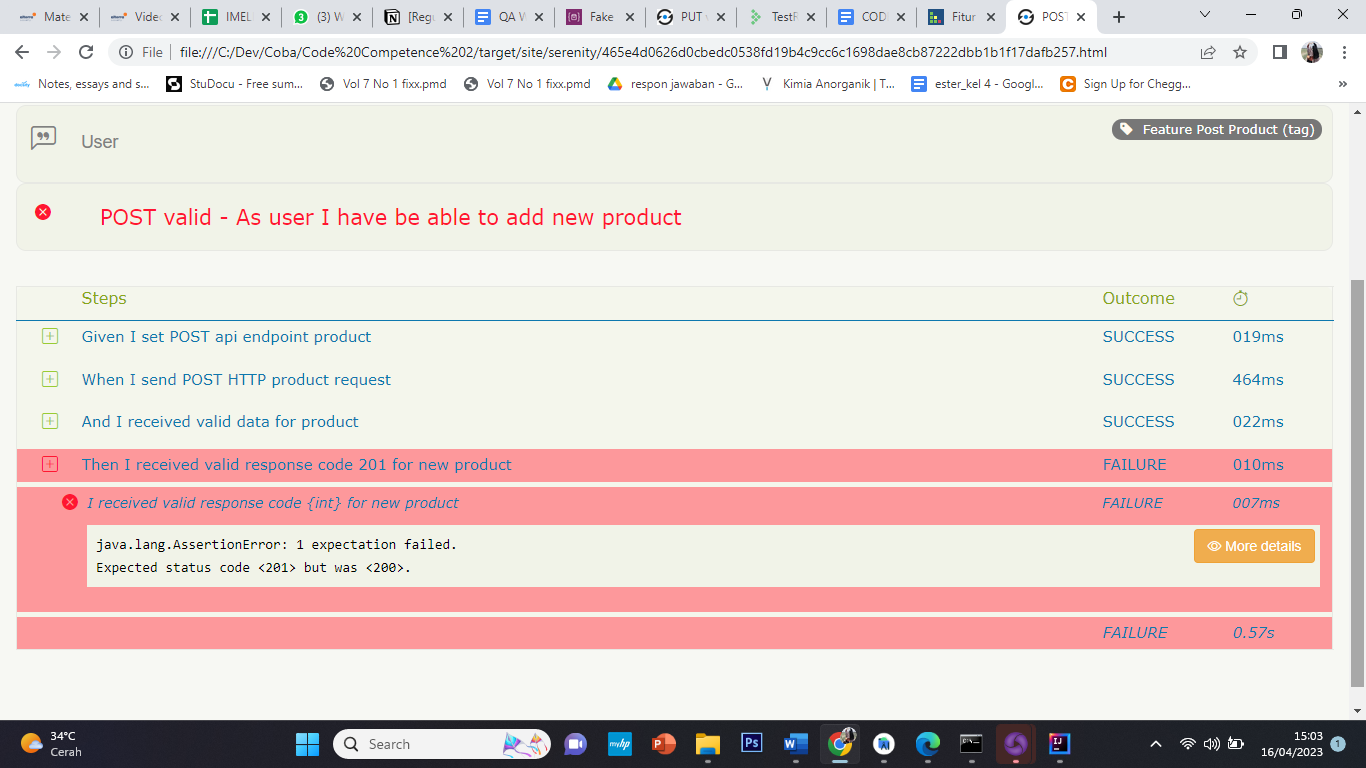 Mate
Video
IMEL
(3) W
[Regu
QA W
Fake
PUT v
TestR
CODI
Fitur
POST
File file:///C:/Dev/Coba/Code%20Competence%202/target/site/serenity/465e4d0626d0cbedc0538fd19b4c9cc6c1698dae8cb87222dbb1b1f17dafb257.html
Notes, essays and s...
StuDocu - Free sum...
Vol 7 No 1 fixx.pmd
Vol 7 No 1 fixx.pmd
respon jawaban - G...
Kimia Anorganik | T...
ester_kel 4 - Googl...
Sign Up for Chegg...
»
User
Feature Post Product (tag)
POST valid - As user I have be able to add new product
Steps Outcome
Given I set POST api endpoint product SUCCESS 019ms
When I send POST HTTP product request SUCCESS 464ms
And I received valid data for product SUCCESS 022ms
Then I received valid response code 201 for new product FAILURE 010ms
I received valid response code {int} for new product FAILURE 007ms
java.lang.AssertionError: 1 expectation failed.
More details
Expected status code <201> but was <200>.
FAILURE 0.57s
34°C
Cerah
Search
15:03
16/04/2023
1